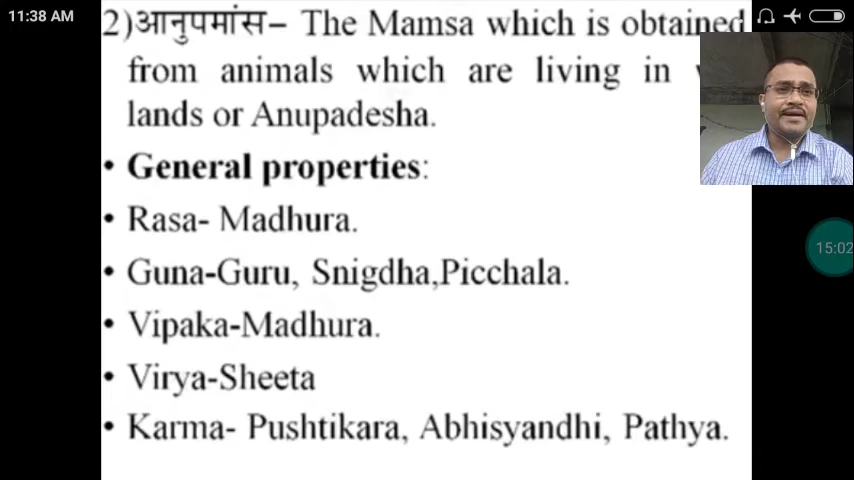 11:38 AM
2)आनुपमांस– The Mamsa which is obtained
from animals which are living in
lands or Anupadesha.
• General properties:
• Rasa- Madhura.
15:02
• Guna-Guru, Snigdha,Picchala.
• Vipaka-Madhura.
• Virya-Sheeta
• Karma- Pushtikara, Abhisyandhi, Pathya.